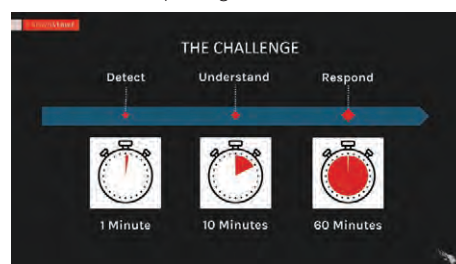 THE CHALLENGE
Detect
Understand
Respond
1 Minute
10 Minutes
60 Minutes